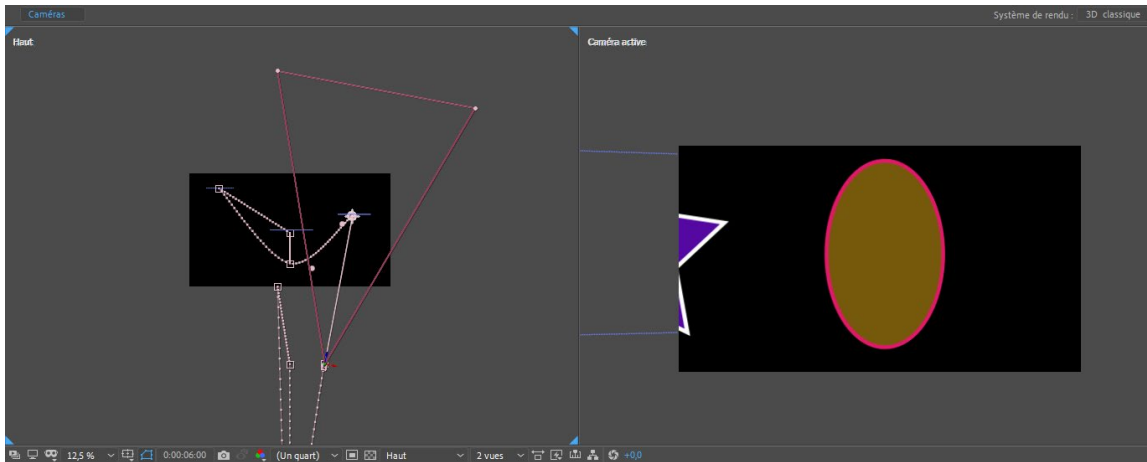 Caméras
Système de rendu : 3D classique
Haut
Caméra active
12,5 % 0:00:06:00 (Un quart) Haut 2 vues +0,0